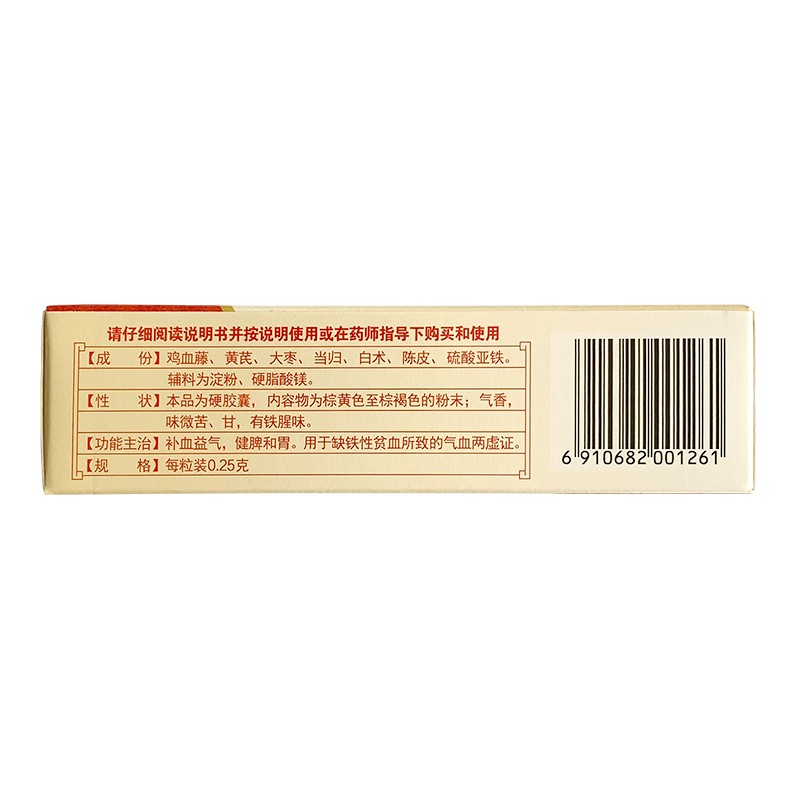 请仔细阅读说明书并按说明使用或在药师指导下购买和使用
【成 份】鸡血藤、黄芪、大枣、当归、白术、陈皮、硫酸亚铁。
辅料为淀粉、硬脂酸镁。
【性 状】本品为硬胶囊，内容物为棕黄色至棕褐色的粉末；气香，
味微苦、甘，有铁腥味。
【功能主治】补血益气，健脾和胃。用于缺铁性贫血所致的气血两虚证。
【规 格】每粒装0.25克
6 910682 001261